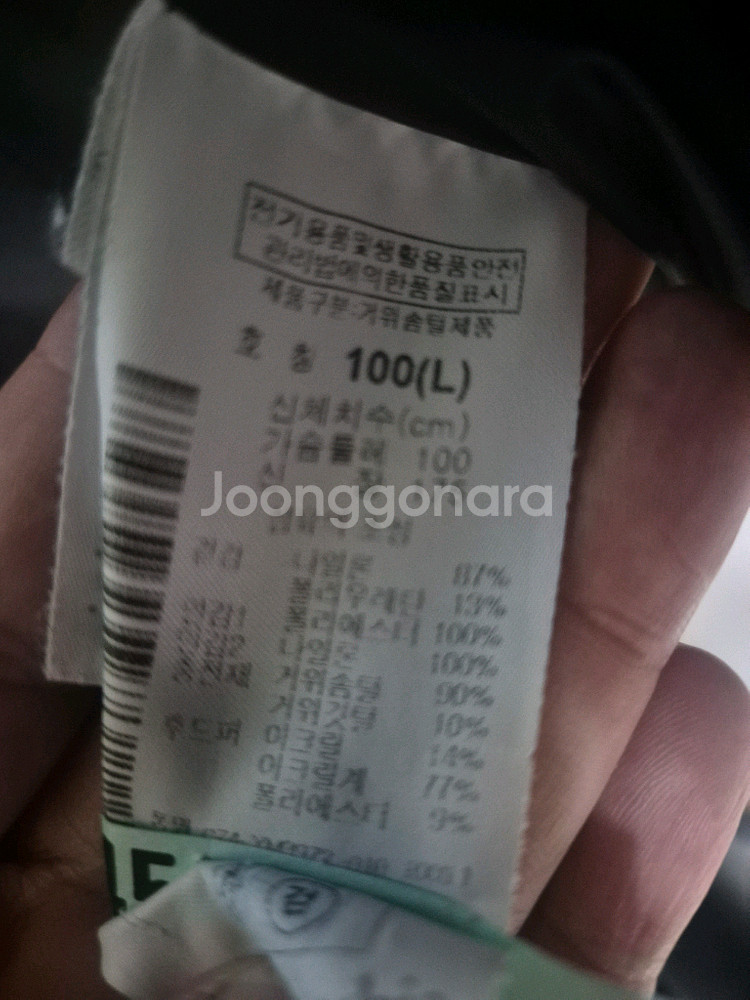 전기용품및생활용품안전
관리법에의한품질표시
제품구분:거위솜털제품
호 칭 100(L)
신체치수(cm)
가슴둘레 100
신 장
Joonggonara
겉감 나일론 87%
폴리우레탄 13%
안감1 폴리에스터 100%
안감2 나일론 100%
충전재 거위솜털 90%
거위깃털 10%
후드퍼 아크릴 14%
아크릴계 77%
폴리에스터 9%
검